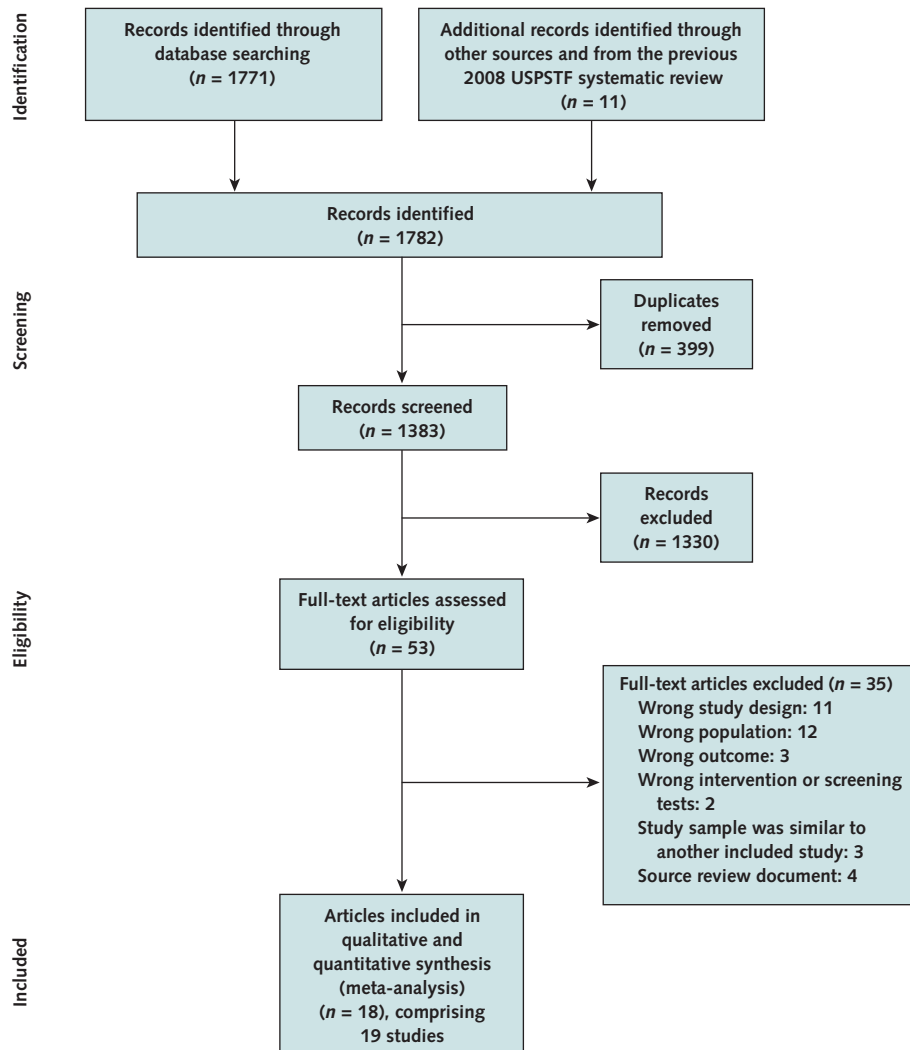 Identification
Records identified through
database searching
(n = 1771)
Additional records identified through
other sources and from the previous
2008 USPSTF systematic review
(n = 11)
Records identified
(n = 1782)
Screening
Duplicates
removed
(n = 399)
Records screened
(n = 1383)
Records
excluded
(n = 1330)
Eligibility
Full-text articles assessed
for eligibility
(n = 53)
Full-text articles excluded (n = 35)
Wrong study design: 11
Wrong population: 12
Wrong outcome: 3
Wrong intervention or screening
tests: 2
Study sample was similar to
another included study: 3
Source review document: 4
Included
Articles included in
qualitative and
quantitative synthesis
(meta-analysis)
(n = 18), comprising
19 studies